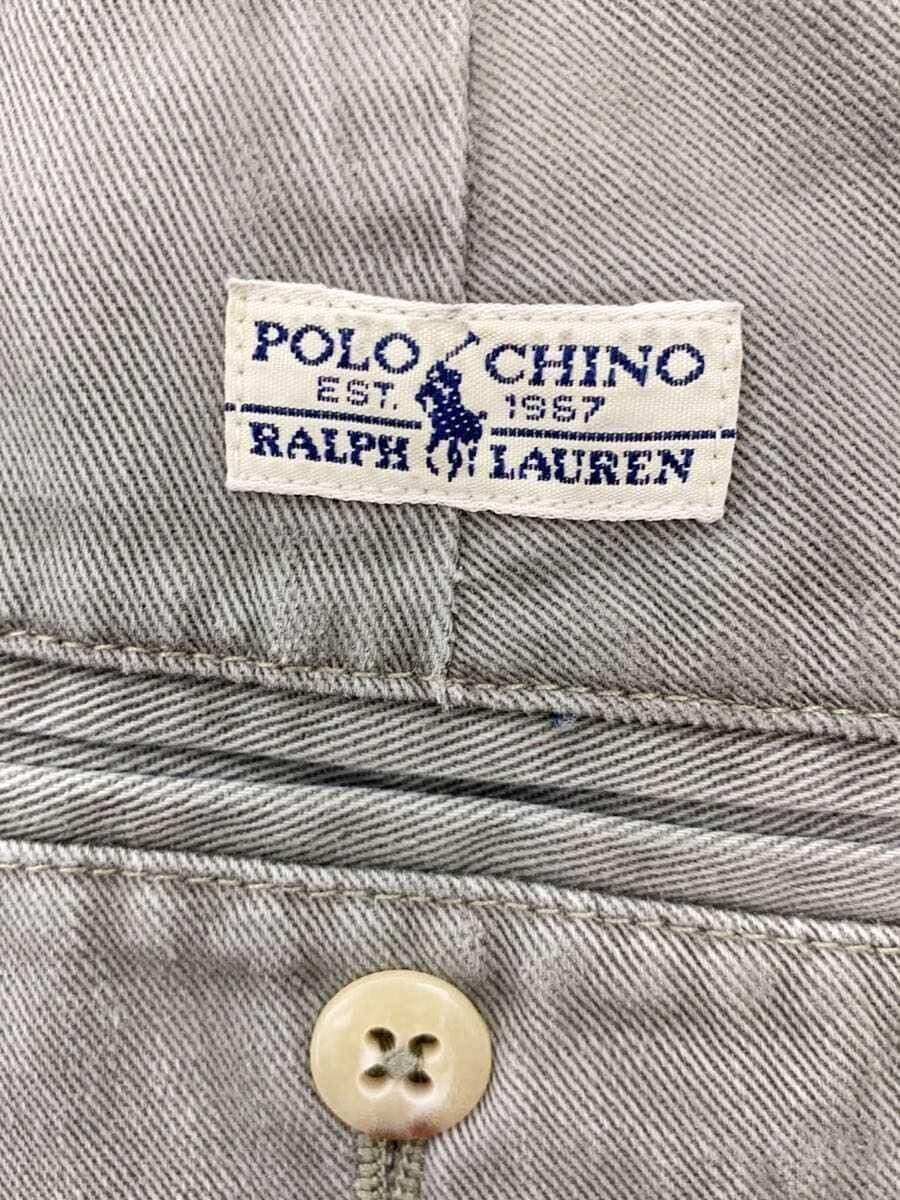 POLO CHINO
EST. 1967
RALPH LAUREN